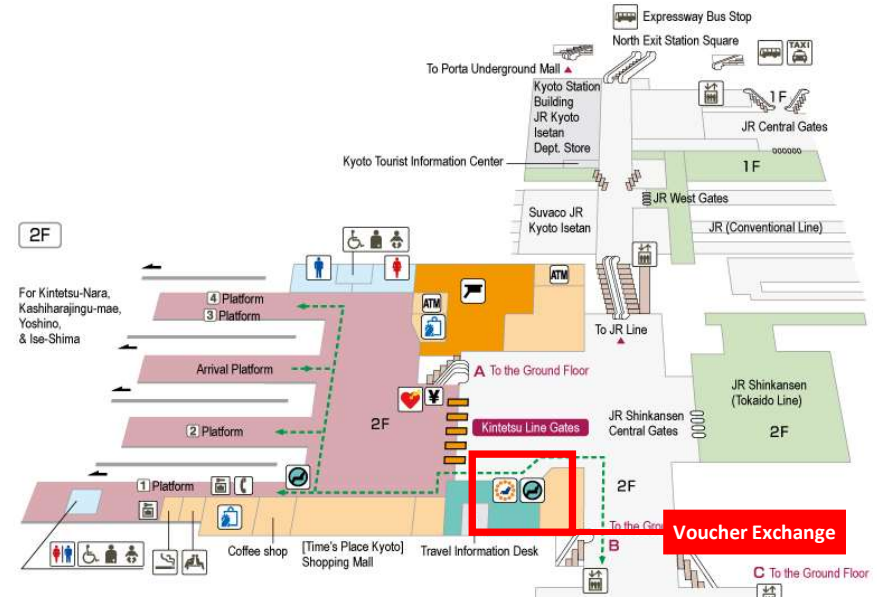 Expressway Bus Stop
North Exit Station Square
TAXI
To Porta Underground Mall
Kyoto Station
Building
JR Kyoto
Isetan
Dept. Store
1F
JR Central Gates
Kyoto Tourist Information Center
1F
JR West Gates
Suvaco JR
Kyoto Isetan
JR (Conventional Line)
2F
For Kintetsu-Nara,
Kashiharajingu-mae,
Yoshino,
& Ise-Shima
4 Platform
3 Platform
ATM
ATM
To JR Line
Arrival Platform
A To the Ground Floor
¥
JR Shinkansen
(Tokaido Line)
2F
2 Platform
2F
Kintetsu Line Gates
JR Shinkansen
Central Gates
1 Platform
2F
To the Grou
B
Voucher Exchange
Coffee shop
[Time's Place Kyoto]
Shopping Mall
Travel Information Desk
C To the Ground Floor